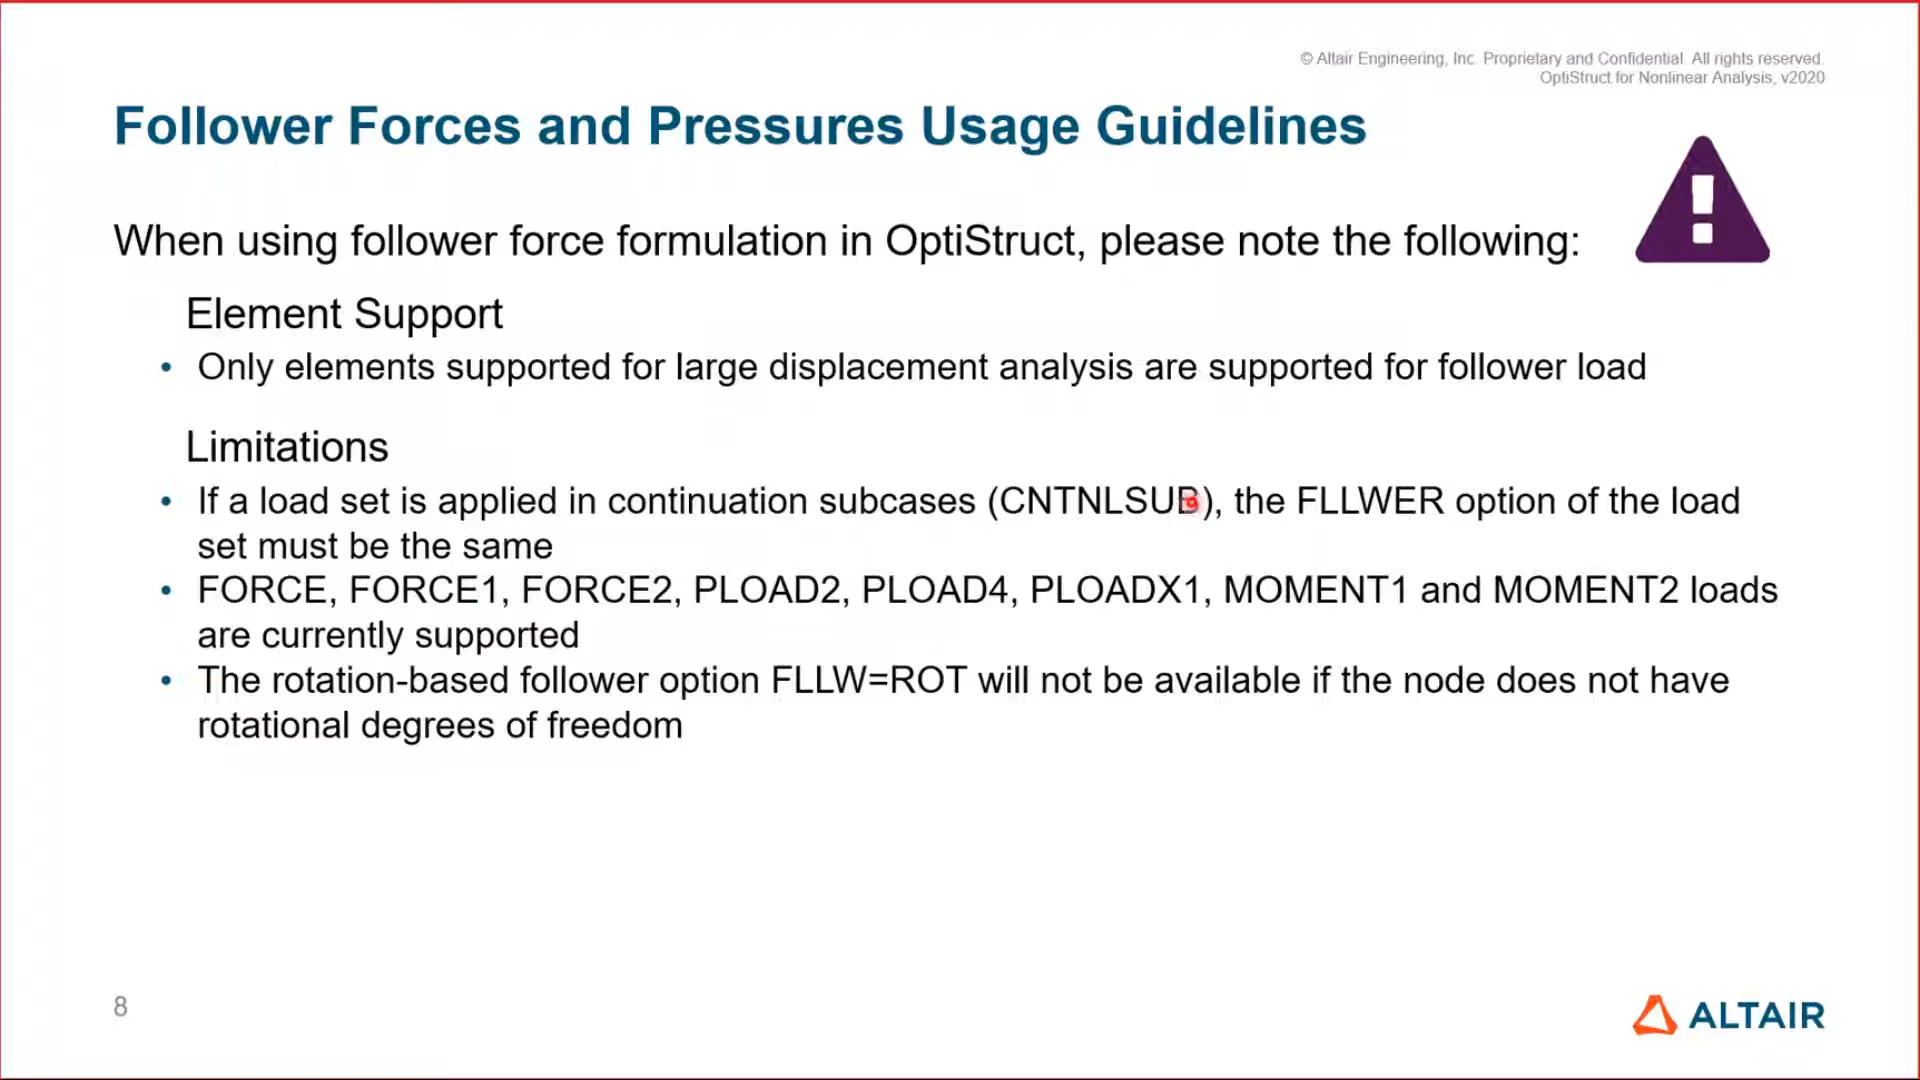 © Altair Engineering, Inc. Proprietary and Confidential. All rights reserved.
OptiStruct for Nonlinear Analysis, v2020
Follower Forces and Pressures Usage Guidelines
When using follower force formulation in OptiStruct, please note the following:
Element Support
• Only elements supported for large displacement analysis are supported for follower load
Limitations
• If a load set is applied in continuation subcases (CNTNLSUB), the FLLWER option of the load
set must be the same
• FORCE, FORCE1, FORCE2, PLOAD2, PLOAD4, PLOADX1, MOMENT1 and MOMENT2 loads
are currently supported
• The rotation-based follower option FLLW=ROT will not be available if the node does not have
rotational degrees of freedom
8
ALTAIR